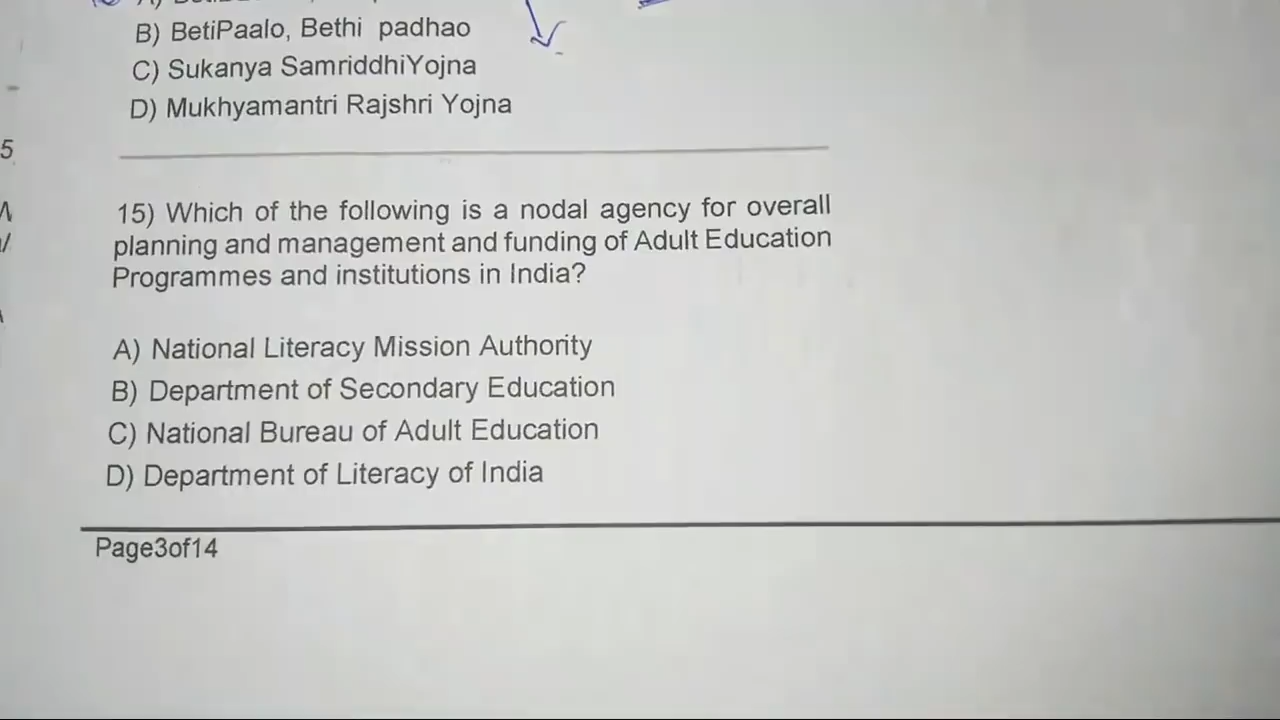 B) BetiPaalo, Bethi padhao
C) Sukanya SamriddhiYojna
D) Mukhyamantri Rajshri Yojna
5
15) Which of the following is a nodal agency for overall
planning and management and funding of Adult Education
Programmes and institutions in India?
A) National Literacy Mission Authority
B) Department of Secondary Education
C) National Bureau of Adult Education
D) Department of Literacy of India
Page3of14